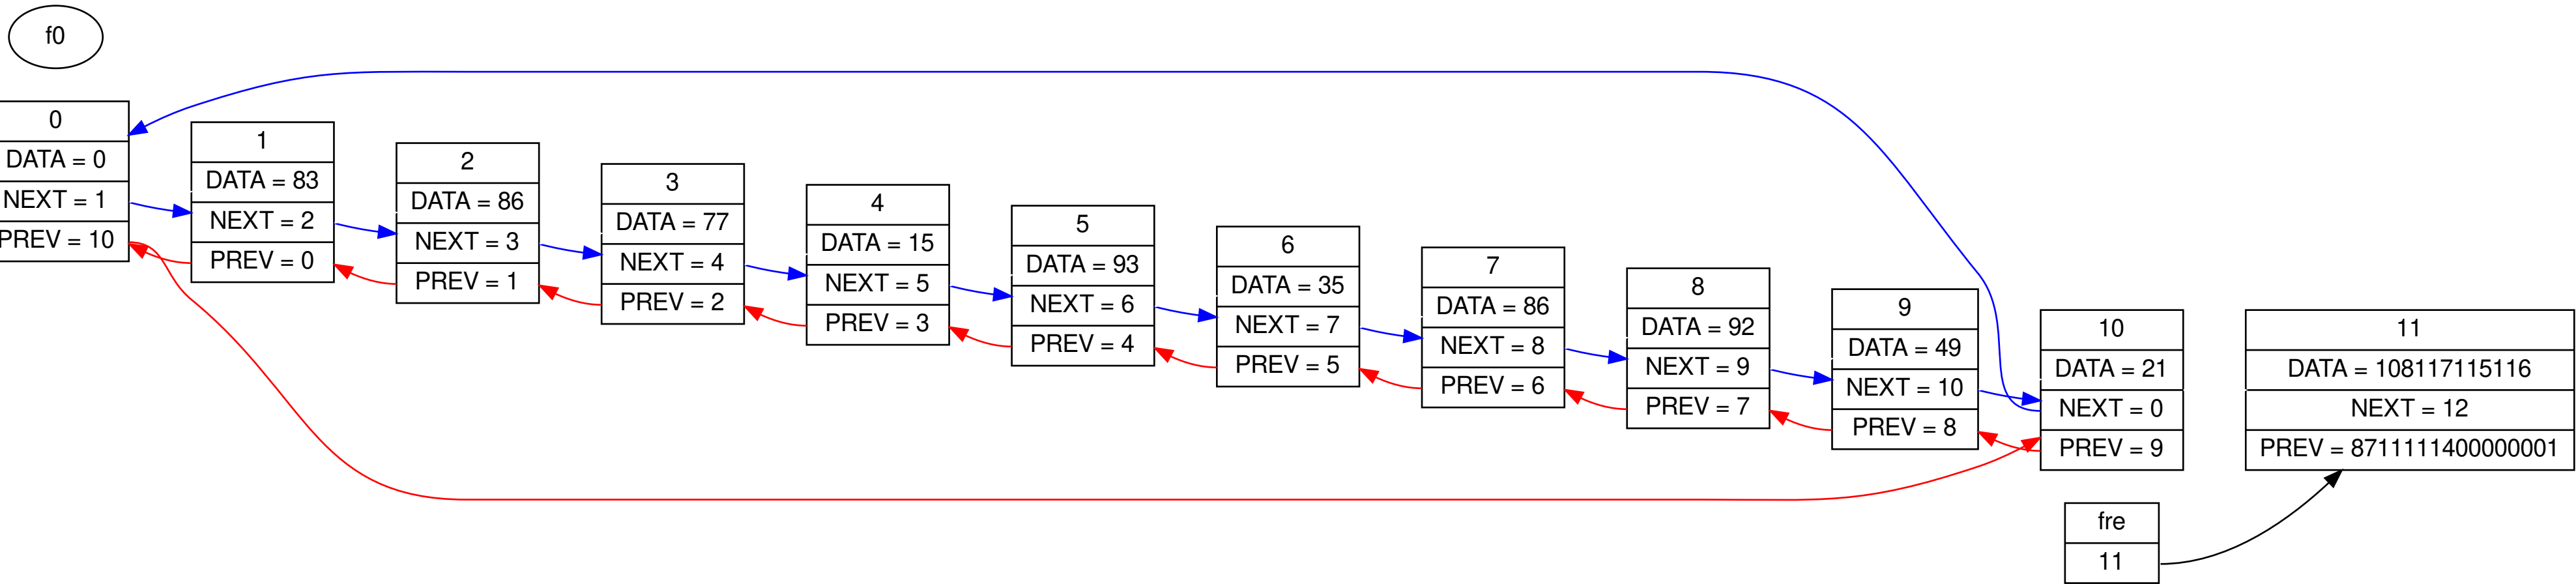 f0
0
DATA = 0
NEXT = 1
PREV = 10
1
DATA = 83
NEXT = 2
PREV = 0
2
DATA = 86
NEXT = 3
PREV = 1
3
DATA = 77
NEXT = 4
PREV = 2
4
DATA = 15
NEXT = 5
PREV = 3
5
DATA = 93
NEXT = 6
PREV = 4
6
DATA = 35
NEXT = 7
PREV = 5
7
DATA = 86
NEXT = 8
PREV = 6
8
DATA = 92
NEXT = 9
PREV = 7
9
DATA = 49
NEXT = 10
PREV = 8
10
DATA = 21
NEXT = 0
PREV = 9
11
DATA = 108117115116
NEXT = 12
PREV = 8711111400000001
fre
11